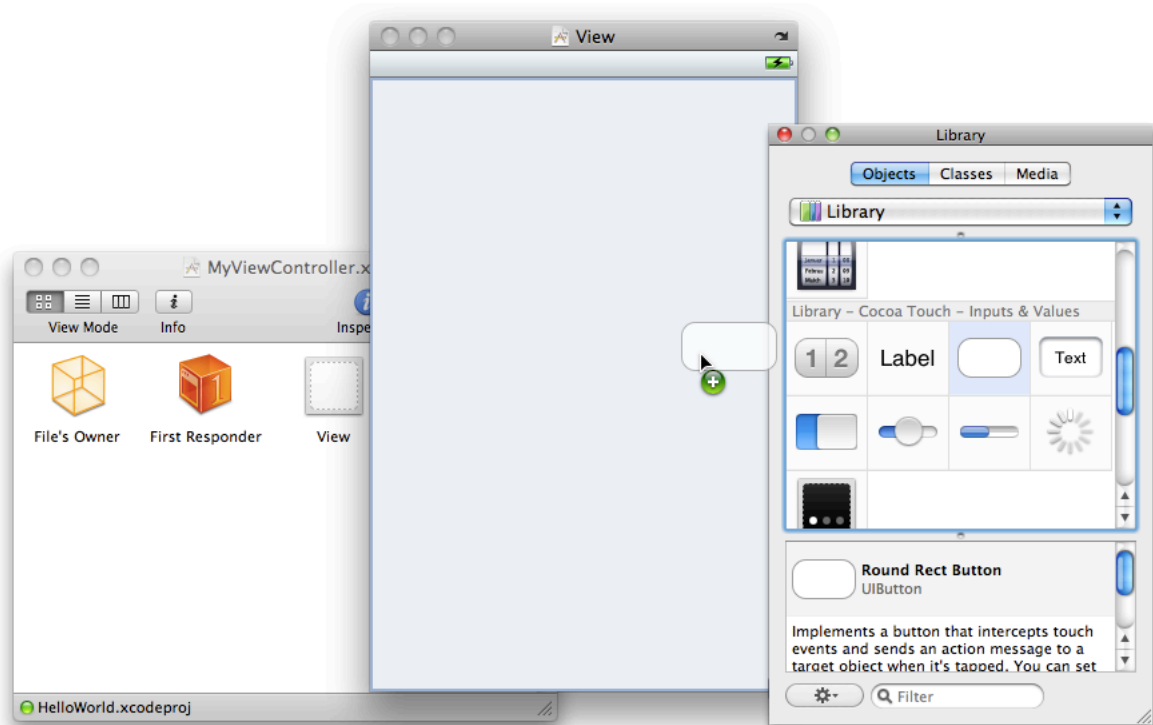 View
Library
Objects Classes Media
Library
MyViewController.x
View Mode Info Inspe
File's Owner First Responder View
HelloWorld.xcodeproj
Library – Cocoa Touch – Inputs & Values
1 2 Label Text
Round Rect Button
UIButton
Implements a button that intercepts touch
events and sends an action message to a
target object when it's tapped. You can set
Filter